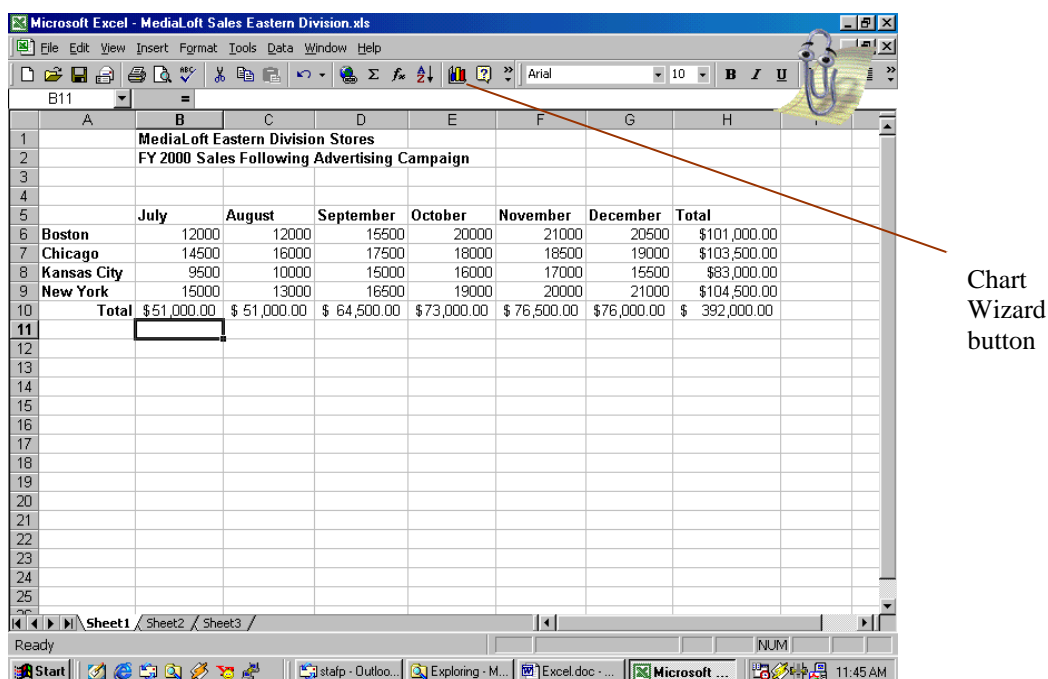 Microsoft Excel - MediaLoft Sales Eastern Division.xls
File Edit View Insert Format Tools Data Window Help
Arial 10 B I U
B11 =
A B C D E F G H I
1 MediaLoft Eastern Division Stores
2 FY 2000 Sales Following Advertising Campaign
3
4
5 July August September October November December Total
6 Boston 12000 12000 15500 20000 21000 20500 $101,000.00
7 Chicago 14500 16000 17500 18000 18500 19000 $103,500.00
8 Kansas City 9500 10000 15000 16000 17000 15500 $83,000.00
9 New York 15000 13000 16500 19000 20000 21000 $104,500.00
10 Total $51,000.00 $ 51,000.00 $ 64,500.00 $73,000.00 $ 76,500.00 $76,000.00 $ 392,000.00
11
12
13
14
15
16
17
18
19
20
21
22
23
24
25
Sheet1 Sheet2 Sheet3
Ready NUM
Start stafp - Outloo... Exploring - M... Excel.doc - ... Microsoft ... 11:45 AM
Chart
Wizard
button